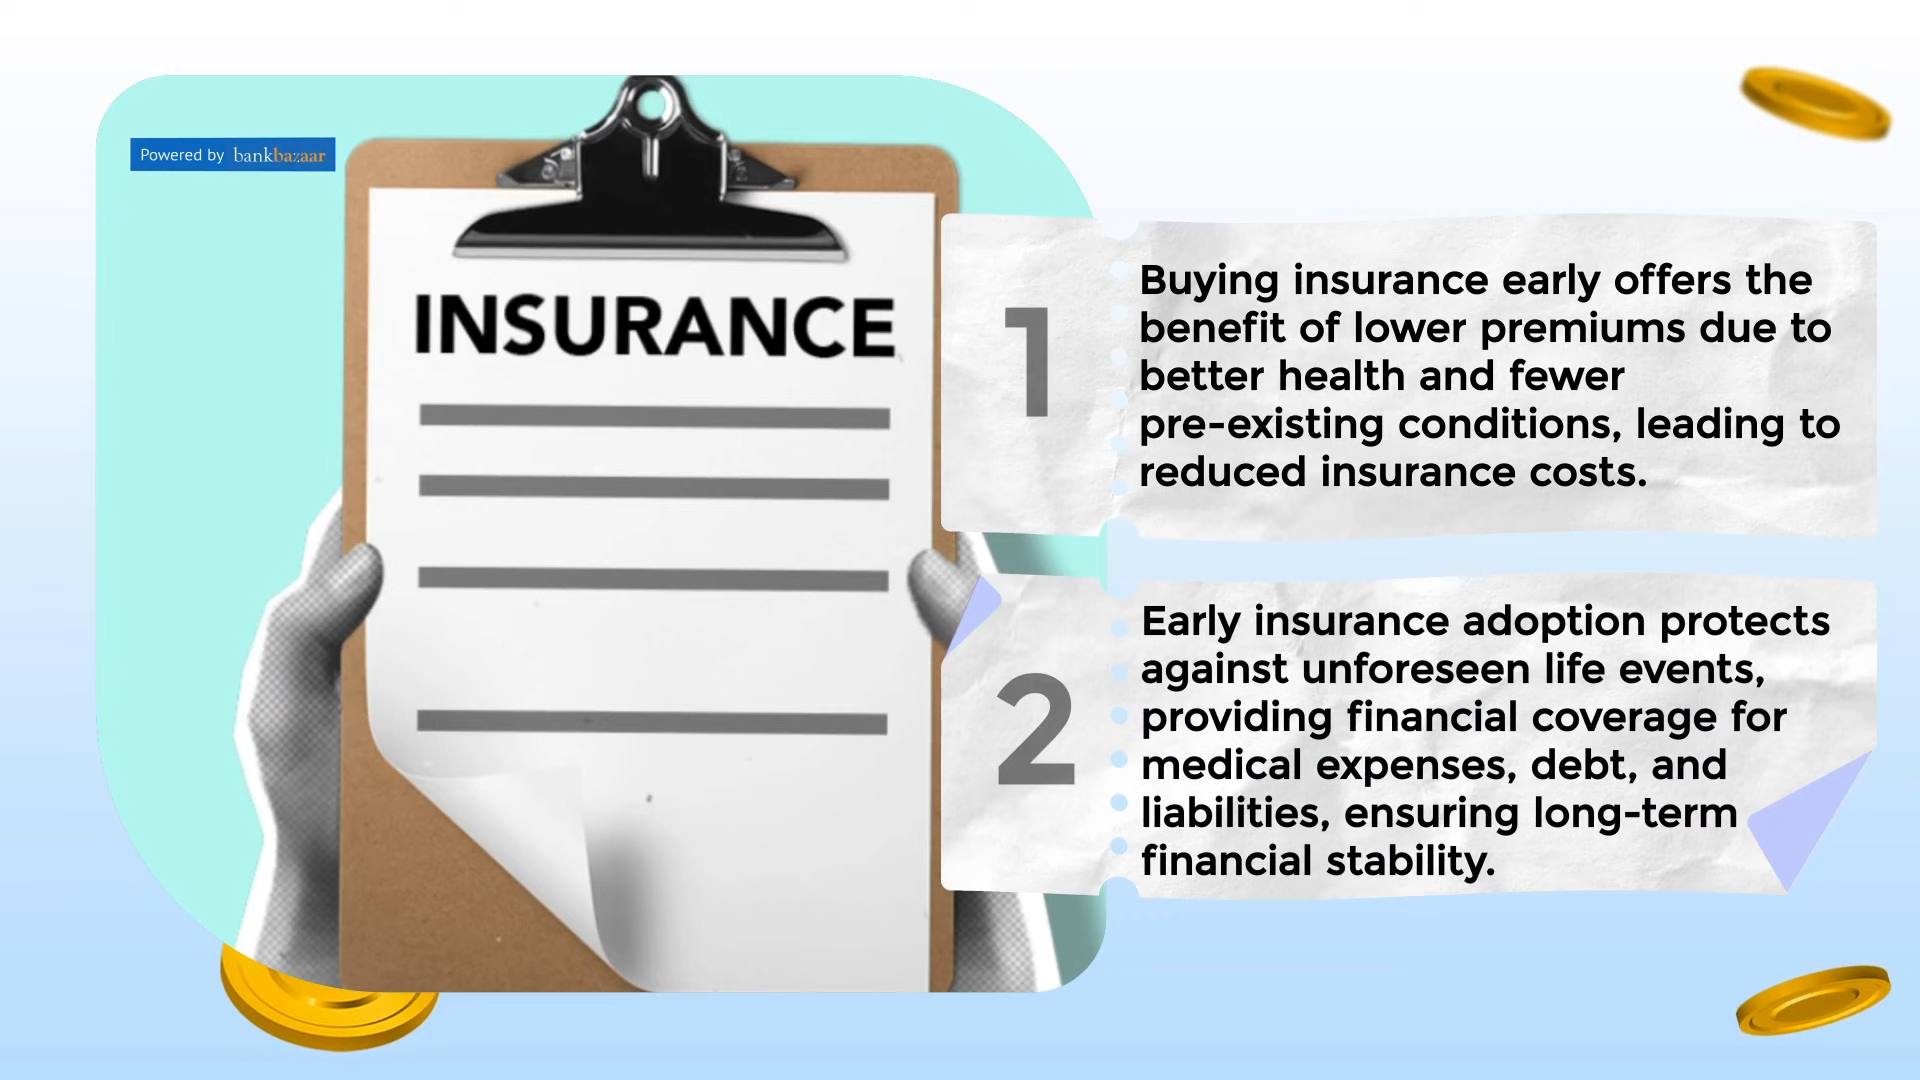 Powered by bankbazaar
INSURANCE
1
Buying insurance early offers the
benefit of lower premiums due to
better health and fewer
pre-existing conditions, leading to
reduced insurance costs.
2
Early insurance adoption protects
against unforeseen life events,
providing financial coverage for
medical expenses, debt, and
liabilities, ensuring long-term
financial stability.